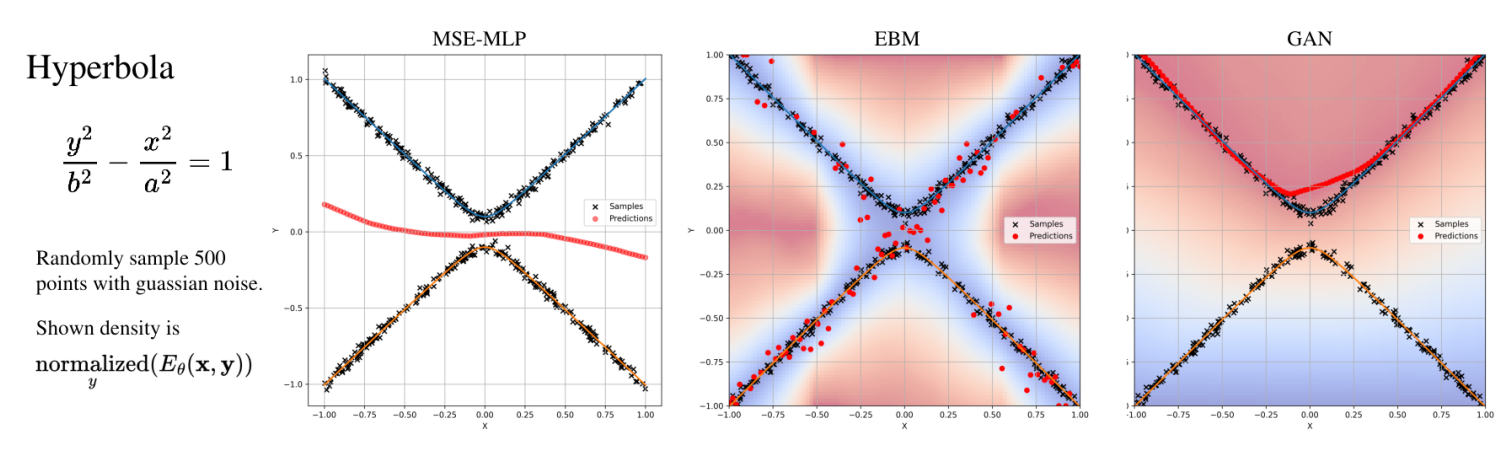 MSE-MLP
EBM
GAN
Hyperbola
y²/b² − x²/a² = 1
Randomly sample 500
points with guassian noise.
Shown density is
normalized(E_θ(x, y))
y
1.0
0.5
0.0
−0.5
−1.0
Y
−1.00 −0.75 −0.50 −0.25 0.00 0.25 0.50 0.75 1.00
X
Samples
Predictions
1.00
0.75
0.50
0.25
0.00
−0.25
−0.50
−0.75
−1.00
Y
−1.00 −0.75 −0.50 −0.25 0.00 0.25 0.50 0.75 1.00
X
Samples
Predictions
−1.00 −0.75 −0.50 −0.25 0.00 0.25 0.50 0.75 1.00
X
Samples
Predictions